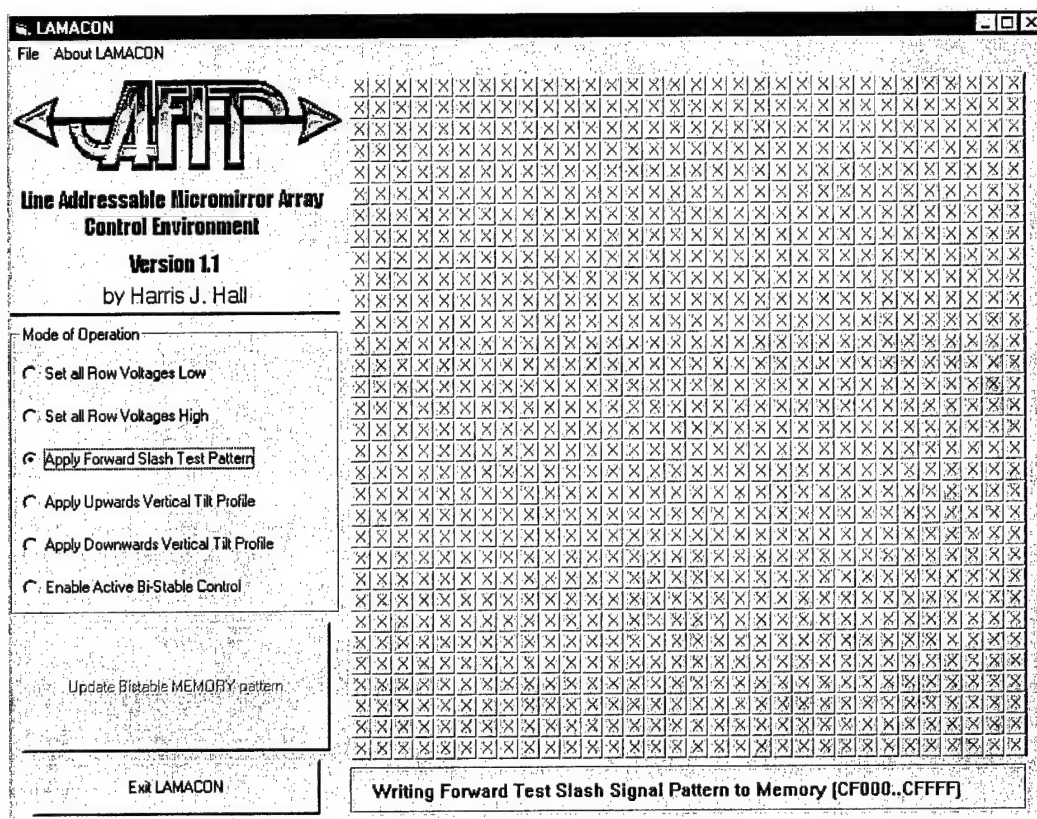 LAMACON
File About LAMACON
AFIT
Line Addressable Micromirror Array
Control Environment
Version 1.1
by Harris J. Hall
Mode of Operation
Set all Row Voltages Low
Set all Row Voltages High
Apply Forward Slash Test Pattern
Apply Upwards Vertical Tilt Profile
Apply Downwards Vertical Tilt Profile
Enable Active Bi-Stable Control
Update Bistable MEMORY pattern
Exit LAMACON
Writing Forward Test Slash Signal Pattern to Memory [CF000..CFFFF]